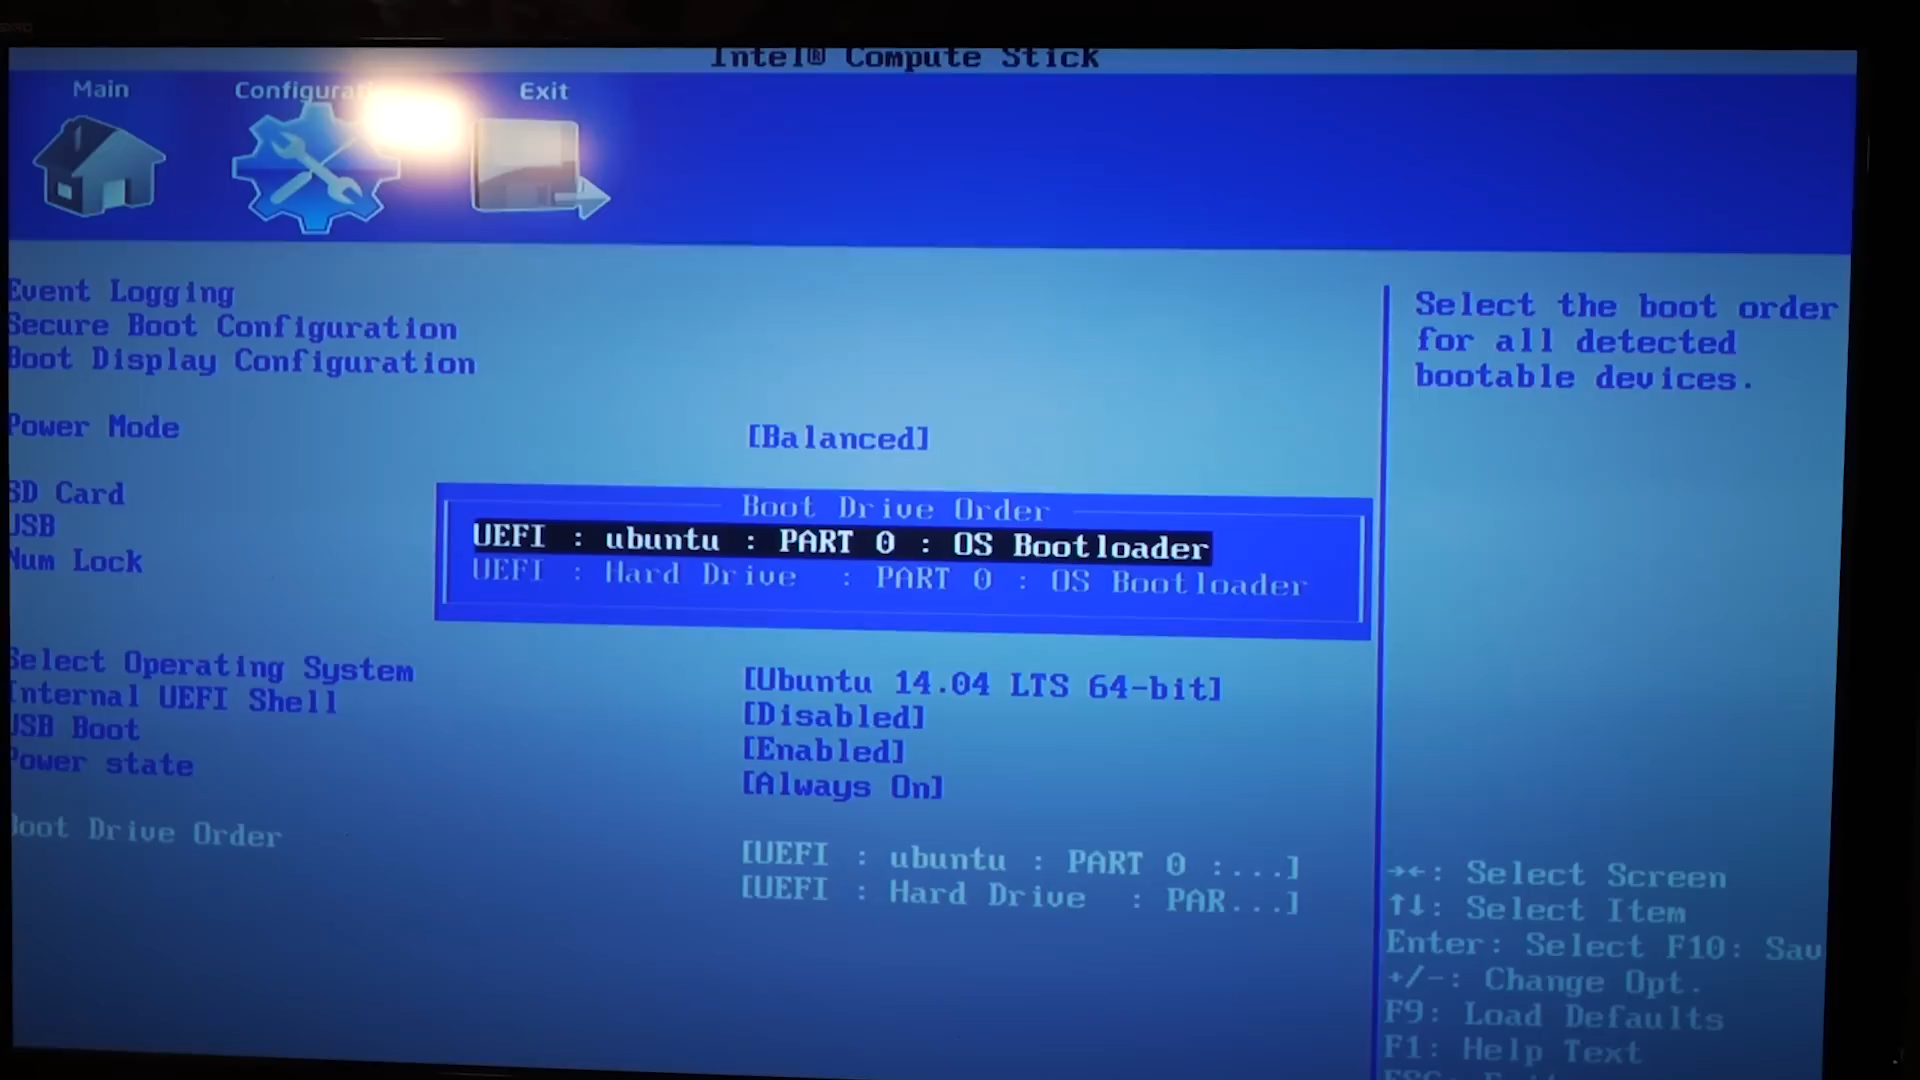 Intel® Compute Stick
Main
Exit
Event Logging
Secure Boot Configuration
Boot Display Configuration
Power Mode [Balanced]
SD Card
USB
Num Lock
Boot Drive Order
UEFI : ubuntu : PART 0 : OS Bootloader
UEFI : Hard Drive : PART 0 : OS Bootloader
Select Operating System [Ubuntu 14.04 LTS 64-bit]
Internal UEFI Shell [Disabled]
USB Boot [Enabled]
Power state [Always On]
Boot Drive Order
[UEFI : ubuntu : PART 0 :...]
[UEFI : Hard Drive : PAR...]
Select the boot order
for all detected
bootable devices.
→←: Select Screen
↑↓: Select Item
Enter: Select F10: Sav
+/-: Change Opt.
F9: Load Defaults
F1: Help Text